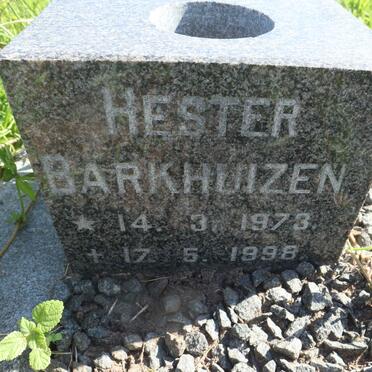 HESTER
BARKHUIZEN
* 14. 3. 1973.
+ 17. 5. 1998